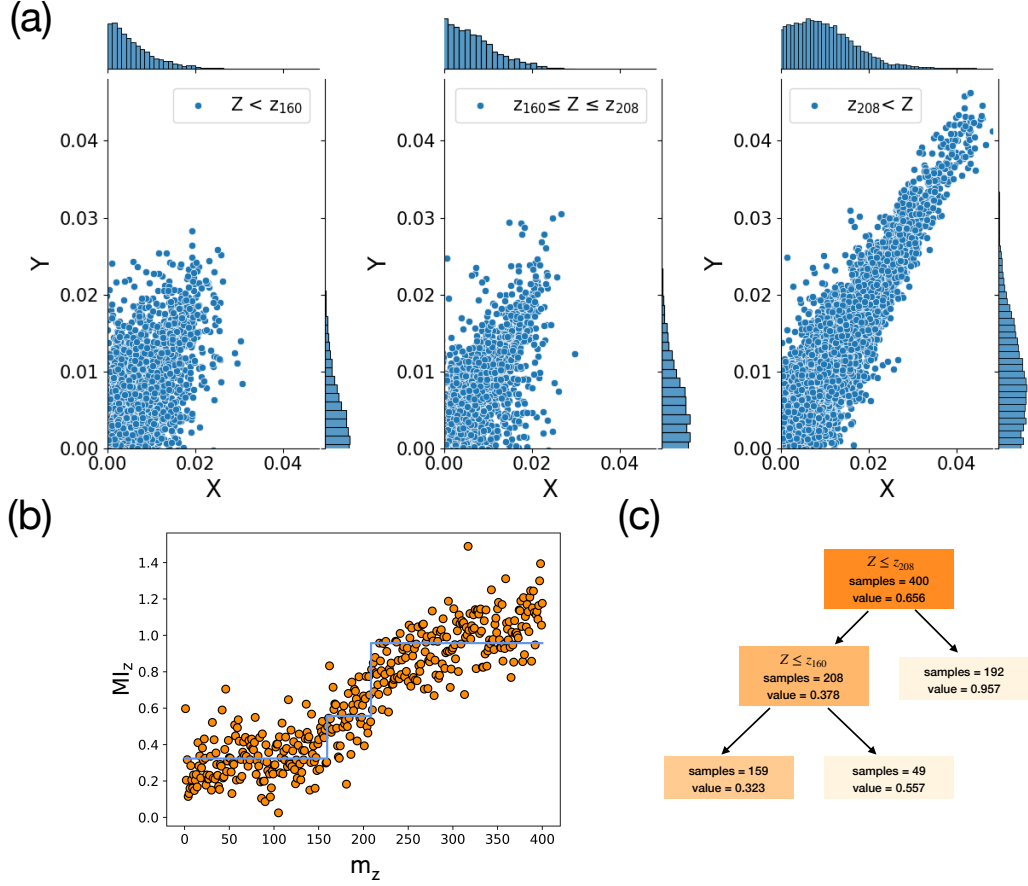 (a)
Z < z₁₆₀
z₁₆₀ ≤ Z ≤ z₂₀₈
z₂₀₈ < Z
0.04
0.03
0.02
0.01
0.00
Y
0.00 0.02 0.04
X
0.04
0.03
0.02
0.01
0.00
Y
0.00 0.02 0.04
X
0.04
0.03
0.02
0.01
0.00
Y
0.00 0.02 0.04
X
(b)
1.4
1.2
1.0
0.8
0.6
0.4
0.2
0.0
MI_z
0 50 100 150 200 250 300 350 400
m_z
(c)
Z ≤ z₂₀₈
samples = 400
value = 0.656
Z ≤ z₁₆₀
samples = 208
value = 0.378
samples = 192
value = 0.957
samples = 159
value = 0.323
samples = 49
value = 0.557